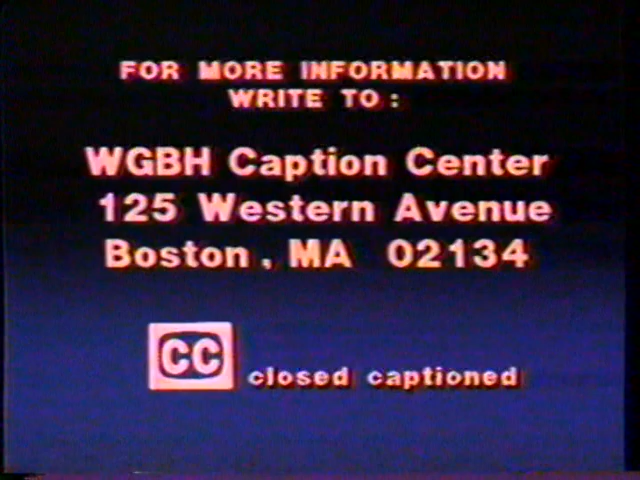 FOR MORE INFORMATION
WRITE TO :
WGBH Caption Center
125 Western Avenue
Boston, MA 02134
CC closed captioned